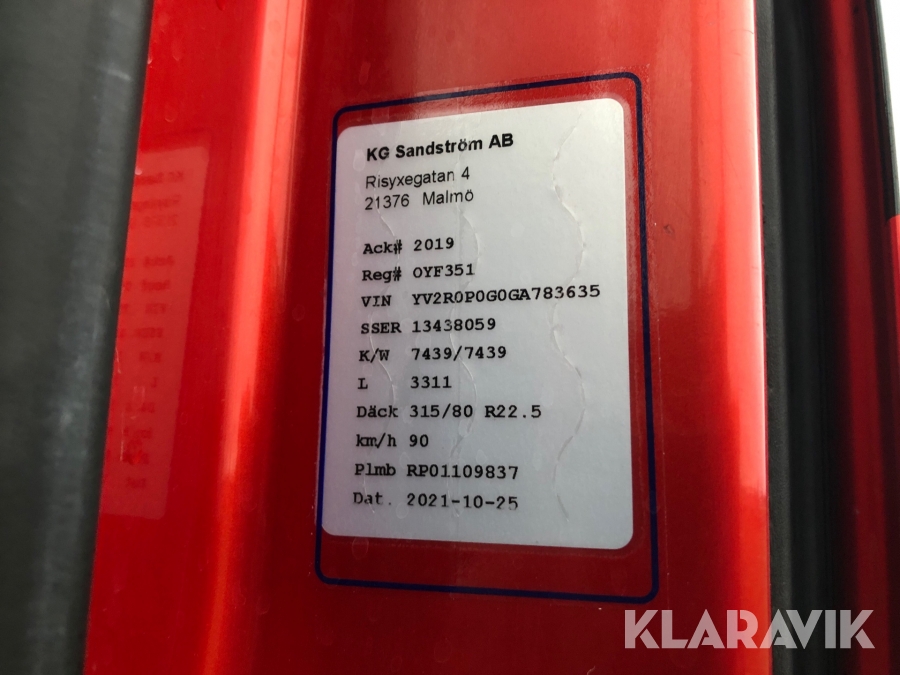 KG Sandström AB
Risyxegatan 4
21376 Malmö
Ack# 2019
Reg# OYF351
VIN YV2R0P0G0GA783635
SSER 13438059
K/W 7439/7439
L 3311
Däck 315/80 R22.5
km/h 90
Plmb RP01109837
Dat. 2021-10-25
KLARAVIK